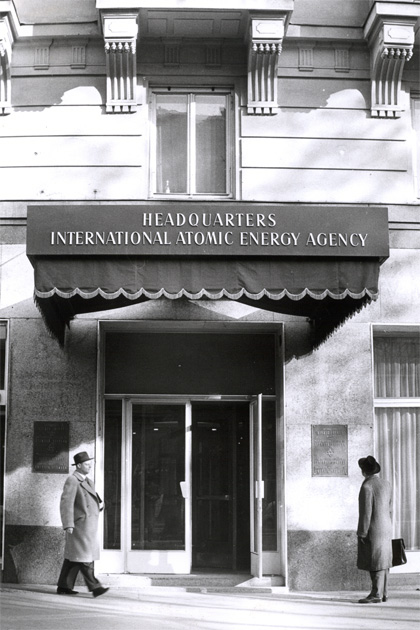 HEADQUARTERS
INTERNATIONAL ATOMIC ENERGY AGENCY